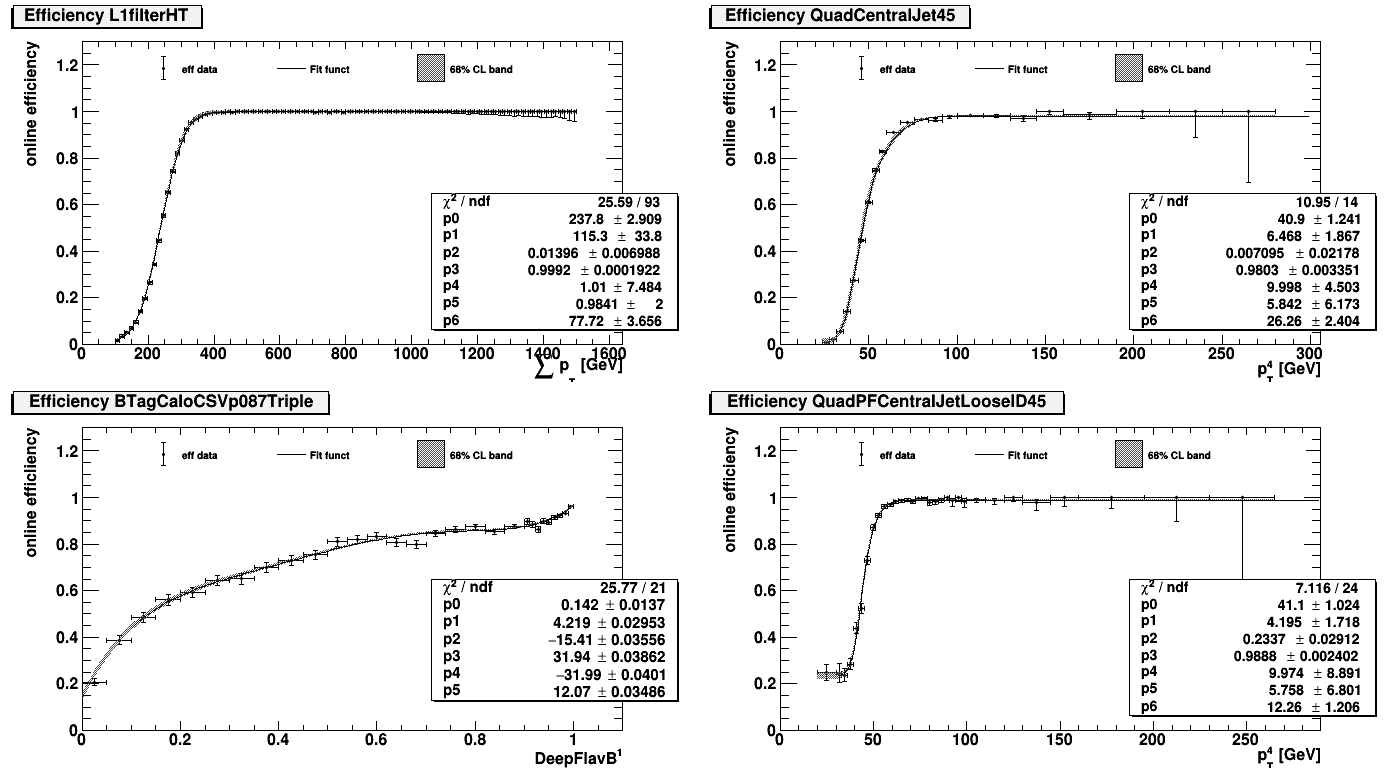 Efficiency L1filterHT
online efficiency
eff data
Fit funct
68% CL band
1.2
1
0.8
0.6
0.4
0.2
0
0 200 400 600 800 1000 1200 1400 1600
∑ p T [GeV]
χ² / ndf 25.59 / 93
p0 237.8 ± 2.909
p1 115.3 ± 33.8
p2 0.01396 ± 0.006988
p3 0.9992 ± 0.0001922
p4 1.01 ± 7.484
p5 0.9841 ± 2
p6 77.72 ± 3.656
Efficiency QuadCentralJet45
online efficiency
eff data
Fit funct
68% CL band
1.2
1
0.8
0.6
0.4
0.2
0
0 50 100 150 200 250 300
p⁴T [GeV]
χ² / ndf 10.95 / 14
p0 40.9 ± 1.241
p1 6.468 ± 1.867
p2 0.007095 ± 0.02178
p3 0.9803 ± 0.003351
p4 9.998 ± 4.503
p5 5.842 ± 6.173
p6 26.26 ± 2.404
Efficiency BTagCaloCSVp087Triple
online efficliency
eff data
Fit funct
68% CL band
1.2
1
0.8
0.6
0.4
0.2
0
0 0.2 0.4 0.6 0.8 1
DeepFlavB¹
χ² / ndf 25.77 / 21
p0 0.142 ± 0.0137
p1 4.219 ± 0.02953
p2 −15.41 ± 0.03556
p3 31.94 ± 0.03862
p4 −31.99 ± 0.0401
p5 12.07 ± 0.03486
Efficiency QuadPFCentralJetLooseID45
online efficiency
eff data
Fit funct
68% CL band
1.2
1
0.8
0.6
0.4
0.2
0
0 50 100 150 200 250
p⁴T [GeV]
χ² / ndf 7.116 / 24
p0 41.1 ± 1.024
p1 4.195 ± 1.718
p2 0.2337 ± 0.02912
p3 0.9888 ± 0.002402
p4 9.974 ± 8.891
p5 5.758 ± 6.801
p6 12.26 ± 1.206